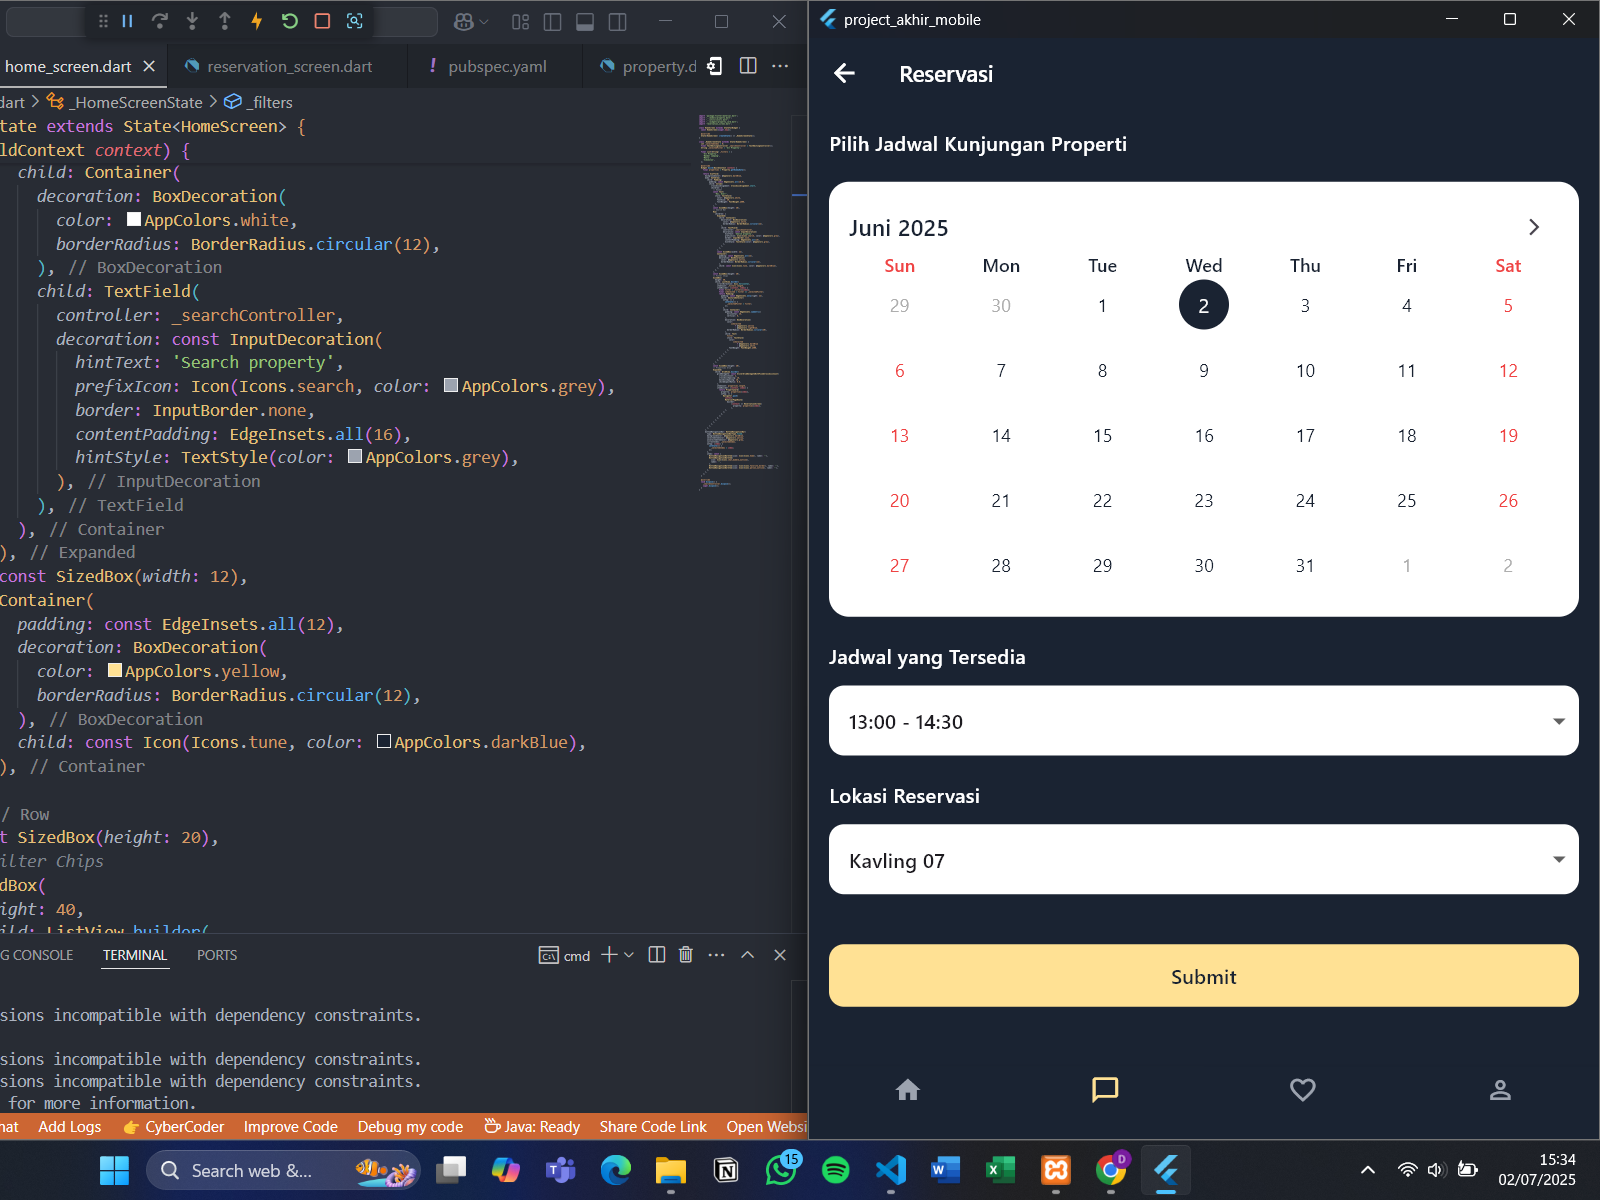 home_screen.dart
reservation_screen.dart
! pubspec.yaml
property.d
dart > _HomeScreenState > _filters
tate extends State<HomeScreen> {
ldContext context) {
child: Container(
decoration: BoxDecoration(
color: AppColors.white,
borderRadius: BorderRadius.circular(12),
), // BoxDecoration
child: TextField(
controller: _searchController,
decoration: const InputDecoration(
hintText: 'Search property',
prefixIcon: Icon(Icons.search, color: AppColors.grey),
border: InputBorder.none,
contentPadding: EdgeInsets.all(16),
hintStyle: TextStyle(color: AppColors.grey),
), // InputDecoration
), // TextField
), // Container
), // Expanded
const SizedBox(width: 12),
Container(
padding: const EdgeInsets.all(12),
decoration: BoxDecoration(
color: AppColors.yellow,
borderRadius: BorderRadius.circular(12),
), // BoxDecoration
child: const Icon(Icons.tune, color: AppColors.darkBlue),
), // Container
/ Row
t SizedBox(height: 20),
ilter Chips
dBox(
ight: 40,
ild: ListView.builder(
G CONSOLE
TERMINAL
PORTS
cmd
sions incompatible with dependency constraints.
sions incompatible with dependency constraints.
sions incompatible with dependency constraints.
for more information.
hat
Add Logs
CyberCoder
Improve Code
Debug my code
Java: Ready
Share Code Link
Open Websi
project_akhir_mobile
Reservasi
Pilih Jadwal Kunjungan Properti
Juni 2025
Sun Mon Tue Wed Thu Fri Sat
29 30 1 2 3 4 5
6 7 8 9 10 11 12
13 14 15 16 17 18 19
20 21 22 23 24 25 26
27 28 29 30 31 1 2
Jadwal yang Tersedia
13:00 - 14:30
Lokasi Reservasi
Kavling 07
Submit
Search web &...
15
D
15:34
02/07/2025